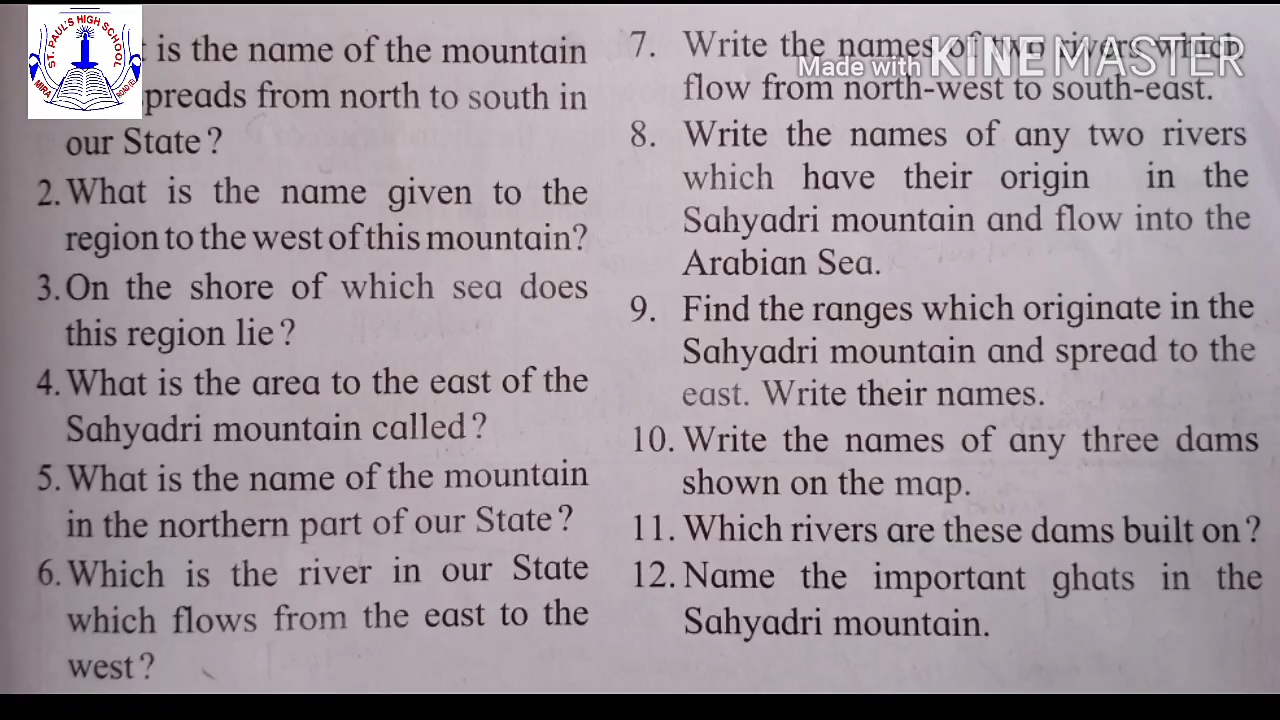 ST. PAUL'S HIGH SCHOOL
MIRA
ROAD (E)
is the name of the mountain
preads from north to south in
our State?
2. What is the name given to the
region to the west of this mountain?
3. On the shore of which sea does
this region lie?
4. What is the area to the east of the
Sahyadri mountain called?
5. What is the name of the mountain
in the northern part of our State?
6. Which is the river in our State
which flows from the east to the
west?
7. Write the names of two rivers which
Made with KINEMASTER
flow from north-west to south-east.
8. Write the names of any two rivers
which have their origin in the
Sahyadri mountain and flow into the
Arabian Sea.
9. Find the ranges which originate in the
Sahyadri mountain and spread to the
east. Write their names.
10. Write the names of any three dams
shown on the map.
11. Which rivers are these dams built on?
12. Name the important ghats in the
Sahyadri mountain.